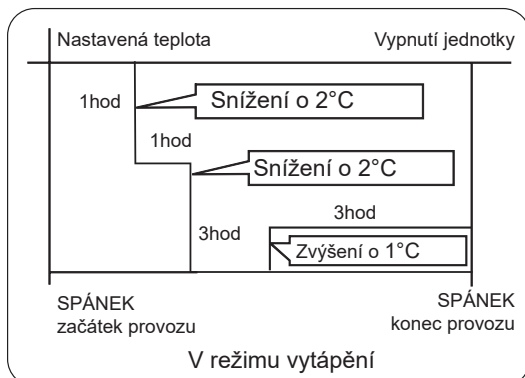 Nastavená teplota
Vypnutí jednotky
1hod
Snížení o 2°C
1hod
Snížení o 2°C
3hod
3hod
Zvýšení o 1°C
SPÁNEK
začátek provozu
SPÁNEK
konec provozu
V režimu vytápění